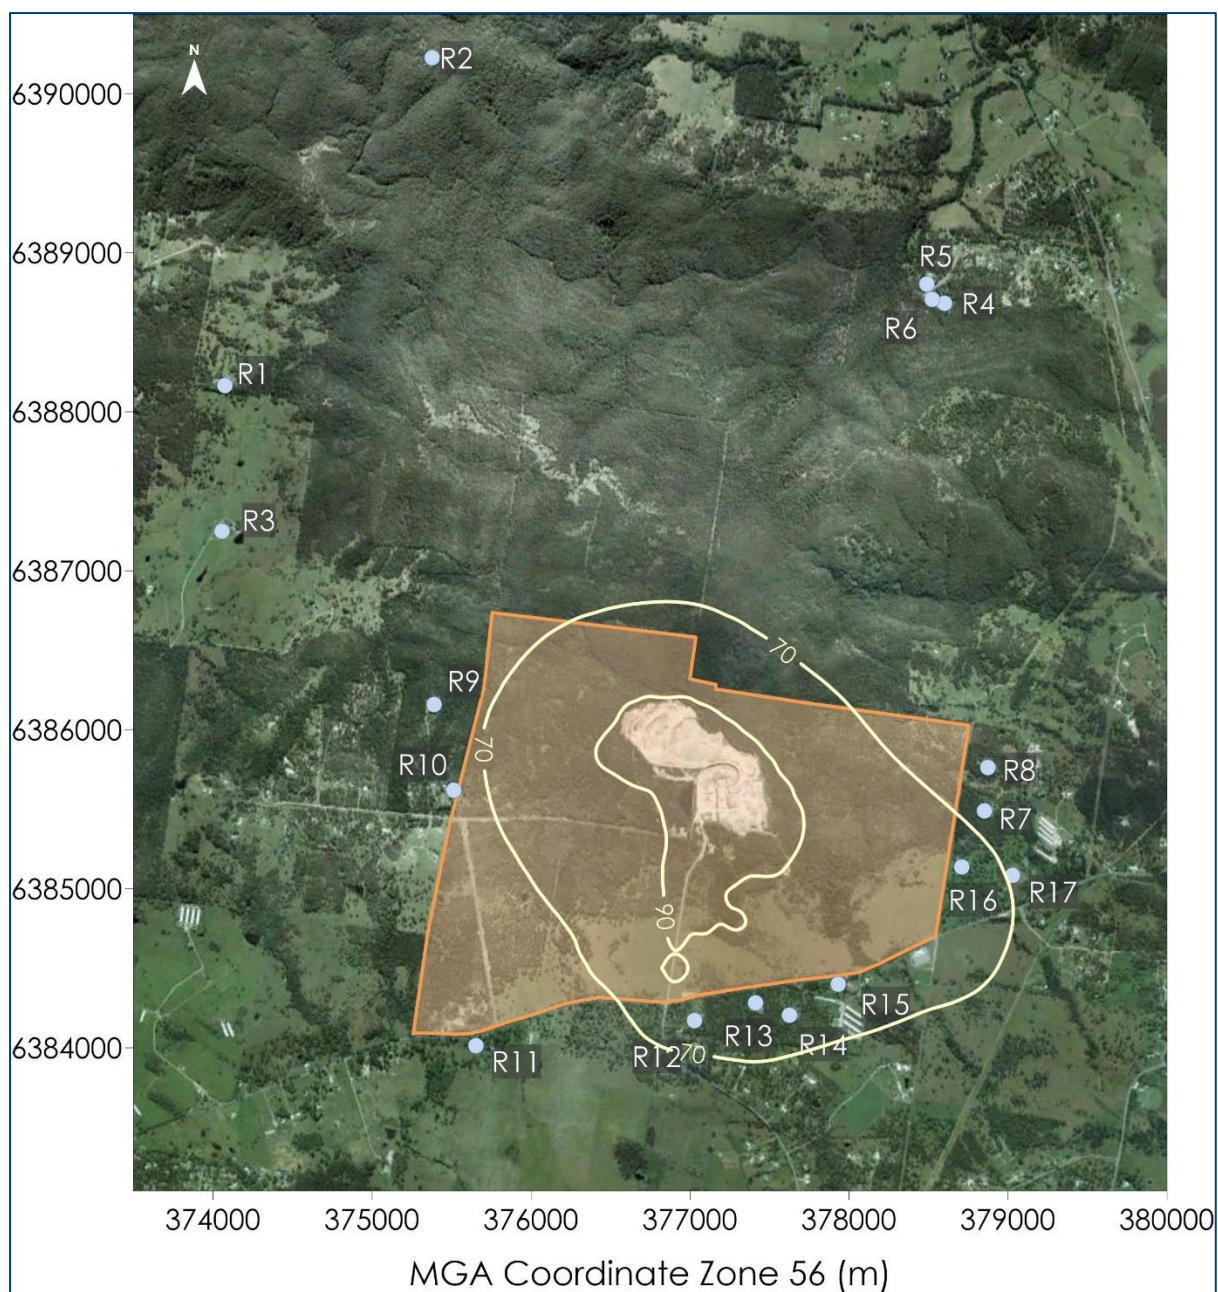 N
R2
6390000
6389000
R5
R4
R6
R1
6388000
R3
6387000
70
R9
6386000
70
R10
R8
R7
6385000
90
R16
R17
R15
R13
R14
R12
70
6384000
R11
374000 375000 376000 377000 378000 379000 380000
MGA Coordinate Zone 56 (m)